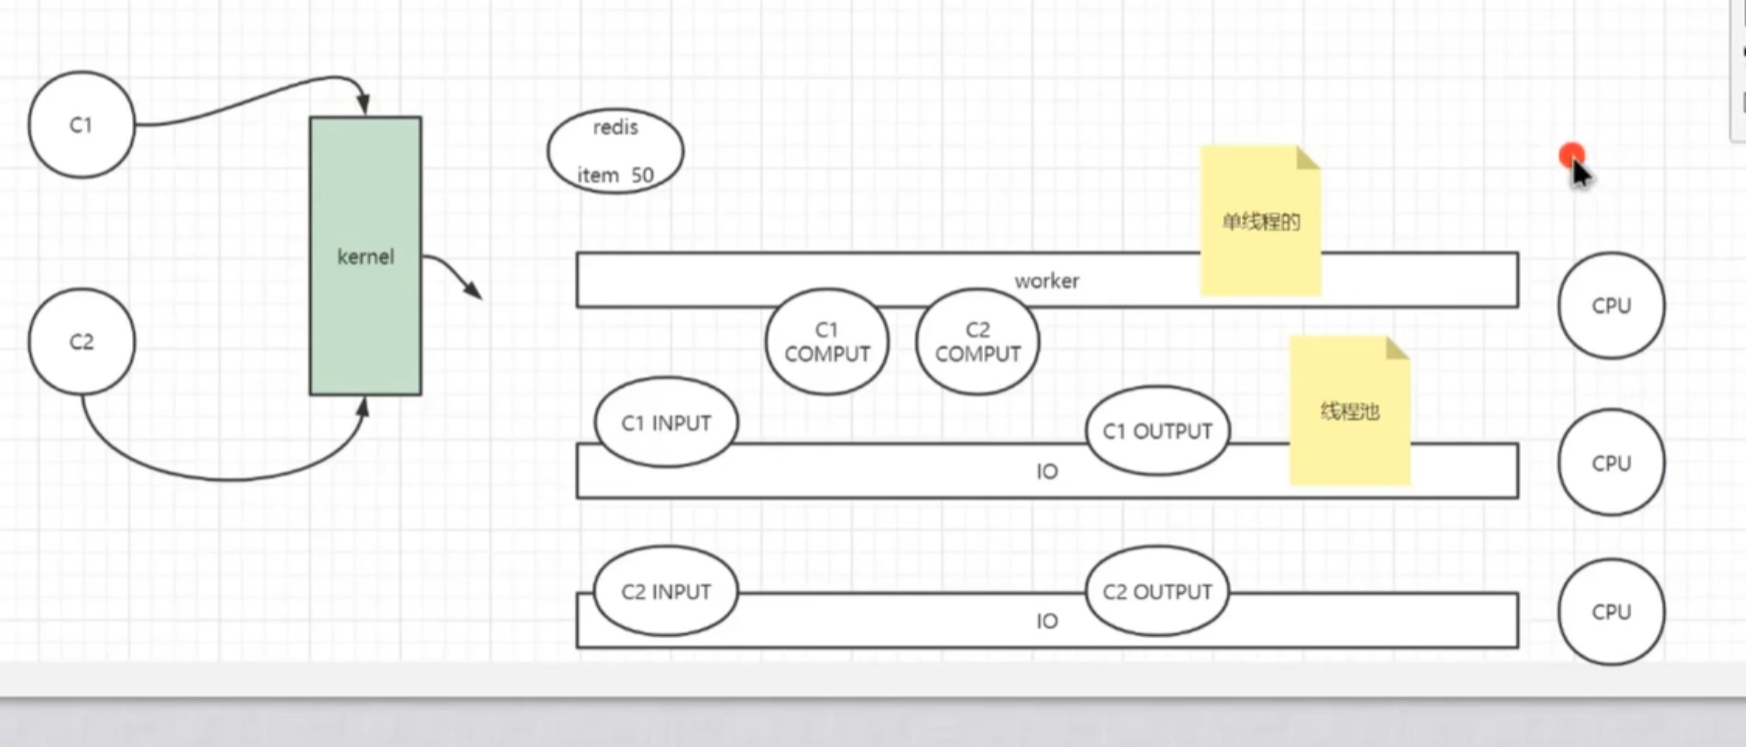 C1
C2
kernel
redis
item 50
单线程的
worker
C1
COMPUT
C2
COMPUT
C1 INPUT
C1 OUTPUT
线程池
IO
C2 INPUT
C2 OUTPUT
IO
CPU
CPU
CPU